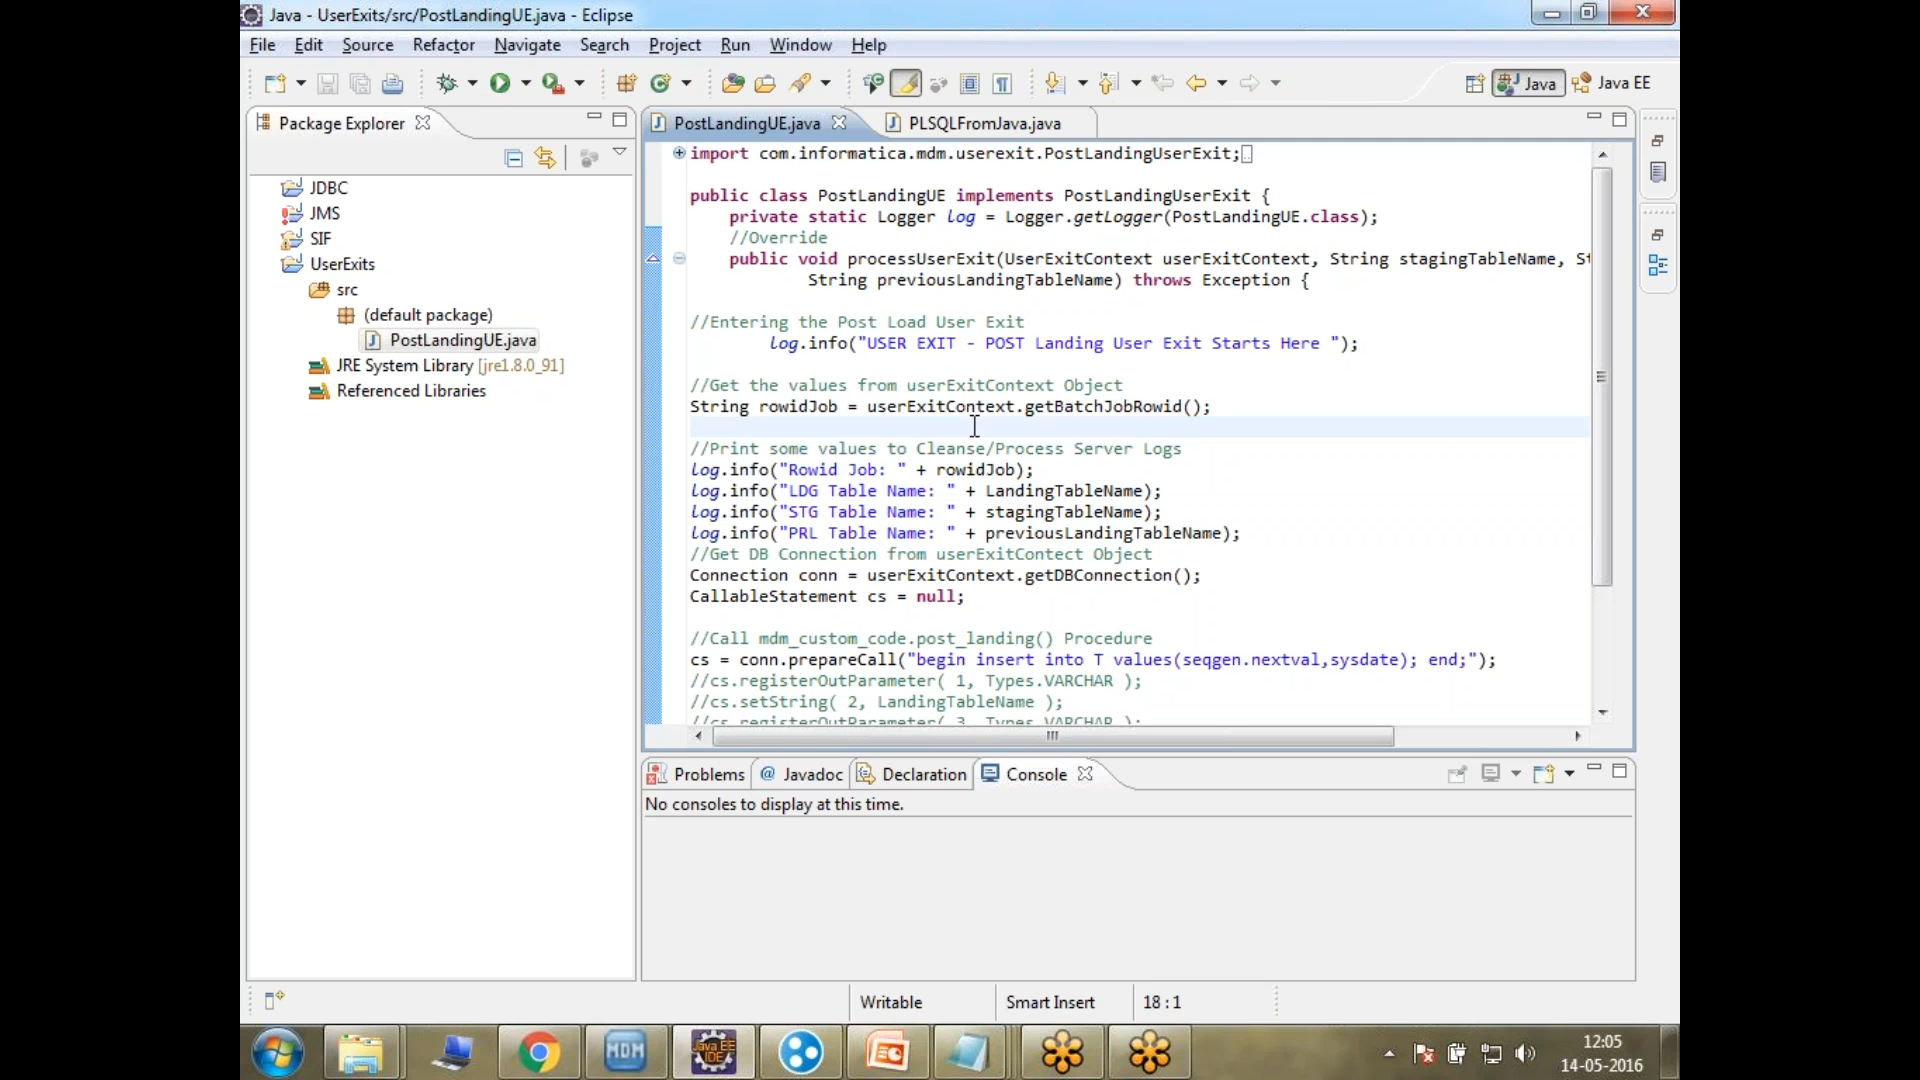 Java - UserExits/src/PostLandingUE.java - Eclipse
File Edit Source Refactor Navigate Search Project Run Window Help
Java Java EE
Package Explorer
JDBC
JMS
SIF
UserExits
src
(default package)
PostLandingUE.java
JRE System Library [jre1.8.0_91]
Referenced Libraries
PostLandingUE.java PLSQLFromJava.java
import com.informatica.mdm.userexit.PostLandingUserExit;
public class PostLandingUE implements PostLandingUserExit {
private static Logger log = Logger.getLogger(PostLandingUE.class);
//Override
public void processUserExit(UserExitContext userExitContext, String stagingTableName, St
String previousLandingTableName) throws Exception {
//Entering the Post Load User Exit
log.info("USER EXIT - POST Landing User Exit Starts Here ");
//Get the values from userExitContext Object
String rowidJob = userExitContext.getBatchJobRowid();
//Print some values to Cleanse/Process Server Logs
log.info("Rowid Job: " + rowidJob);
log.info("LDG Table Name: " + LandingTableName);
log.info("STG Table Name: " + stagingTableName);
log.info("PRL Table Name: " + previousLandingTableName);
//Get DB Connection from userExitContect Object
Connection conn = userExitContext.getDBConnection();
CallableStatement cs = null;
//Call mdm_custom_code.post_landing() Procedure
cs = conn.prepareCall("begin insert into T values(seqgen.nextval,sysdate); end;");
//cs.registerOutParameter( 1, Types.VARCHAR );
//cs.setString( 2, LandingTableName );
//cs.registerOutParameter( 3, Types.VARCHAR );
Problems Javadoc Declaration Console
No consoles to display at this time.
Writable Smart Insert 18 : 1
MDM
Java EE
IDE
12:05
14-05-2016